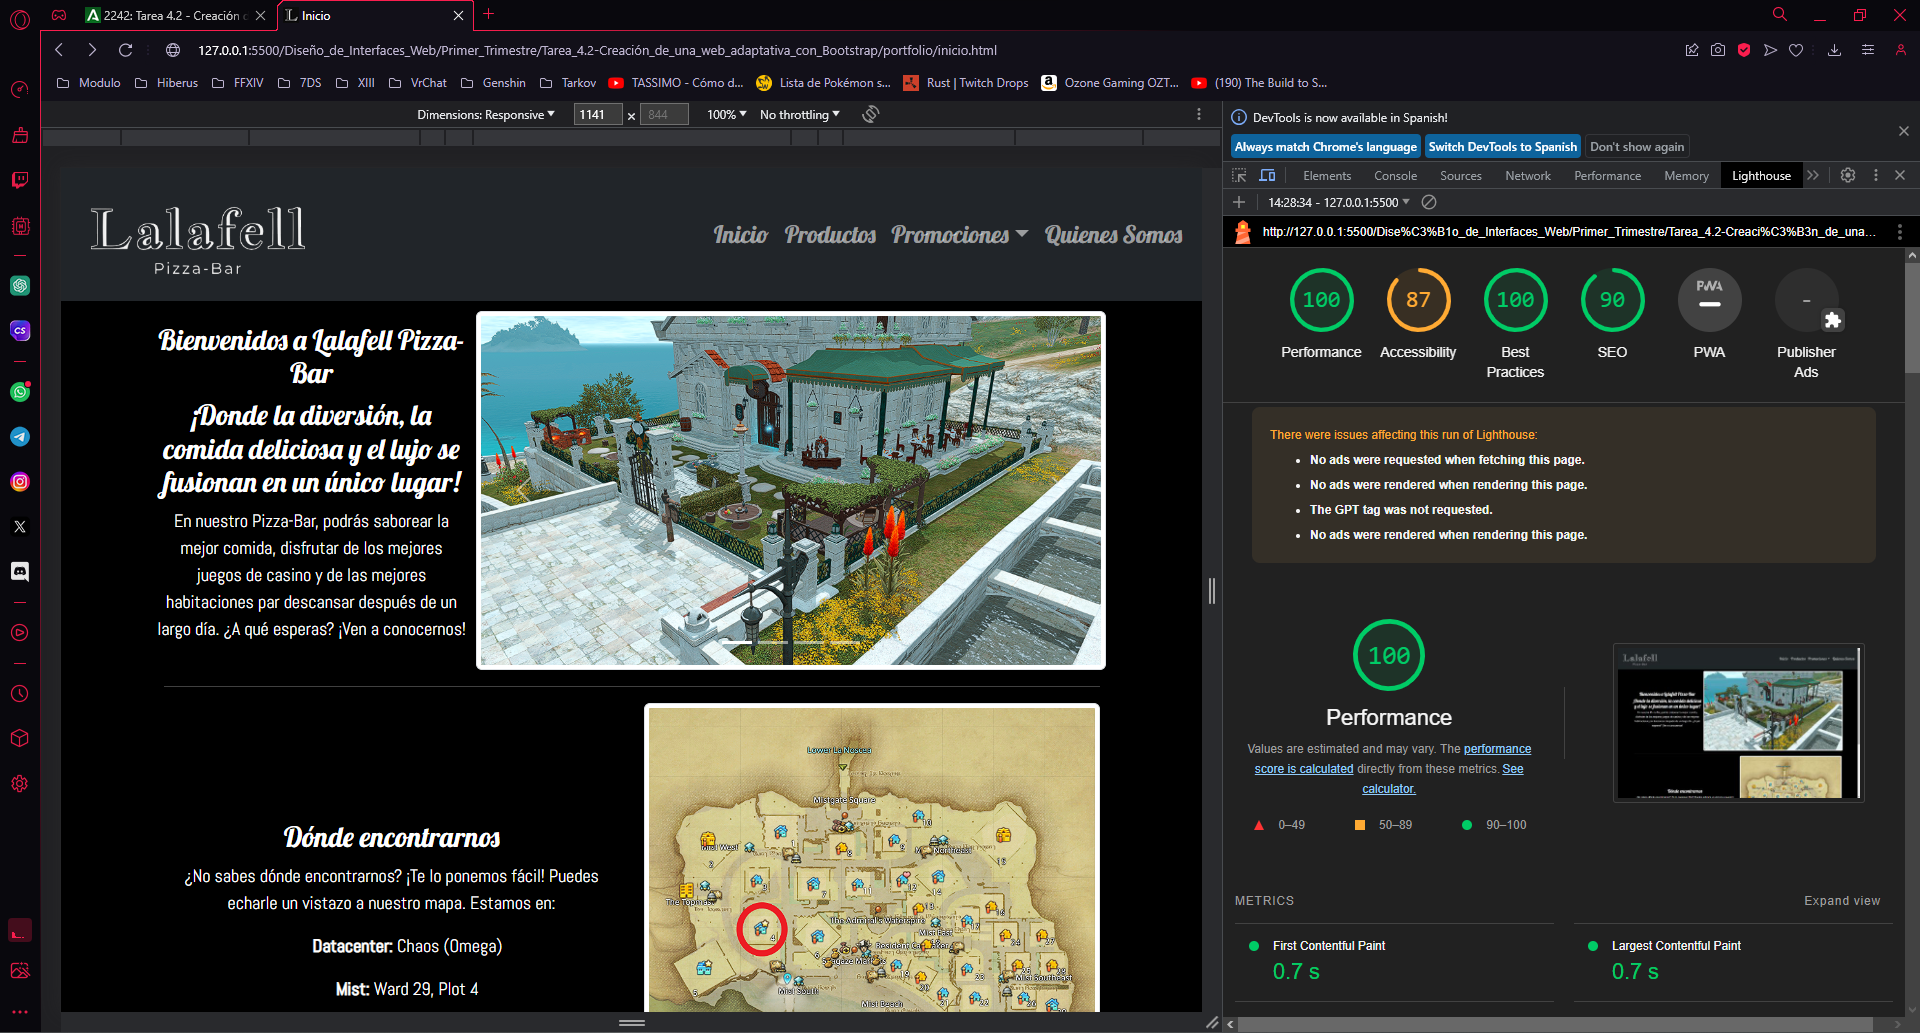 2242: Tarea 4.2 - Creación
Inicio
127.0.0.1:5500/Diseño_de_Interfaces_Web/Primer_Trimestre/Tarea_4.2-Creación_de_una_web_adaptativa_con_Bootstrap/portfolio/inicio.html
Modulo
Hiberus
FFXIV
7DS
XIII
VrChat
Genshin
Tarkov
TASSIMO - Cómo d...
Lista de Pokémon s...
Rust | Twitch Drops
Ozone Gaming OZT...
(190) The Build to S...
Dimensions: Responsive
1141 x 844
100%
No throttling
Lalafell
Pizza-Bar
Inicio
Productos
Promociones
Quienes Somos
Bienvenidos a Lalafell Pizza-
Bar
¡Donde la diversión, la
comida deliciosa y el lujo se
fusionan en un único lugar!
En nuestro Pizza-Bar, podrás saborear la
mejor comida, disfrutar de los mejores
juegos de casino y de las mejores
habitaciones par descansar después de un
largo día. ¿A qué esperas? ¡Ven a conocernos!
Dónde encontrarnos
¿No sabes dónde encontrarnos? ¡Te lo ponemos fácil! Puedes
echarle un vistazo a nuestro mapa. Estamos en:
Datacenter: Chaos (Omega)
Mist: Ward 29, Plot 4
Lower La Noscea
Mistgate Square
Mist West
The Topmast
Mist South
Mist Beach
Mist East
Mist Southeast
DevTools is now available in Spanish!
Always match Chrome's language
Switch DevTools to Spanish
Don't show again
Elements
Console
Sources
Network
Performance
Memory
Lighthouse
14:28:34 - 127.0.0.1:5500
http://127.0.0.1:5500/Dise%C3%B1o_de_Interfaces_Web/Primer_Trimestre/Tarea_4.2-Creaci%C3%B3n_de_una...
100
87
100
90
PWA
-
Performance
Accessibility
Best
Practices
SEO
PWA
Publisher
Ads
There were issues affecting this run of Lighthouse:
No ads were requested when fetching this page.
No ads were rendered when rendering this page.
The GPT tag was not requested.
No ads were rendered when rendering this page.
100
Performance
Values are estimated and may vary. The performance
score is calculated directly from these metrics. See
calculator.
0–49
50–89
90–100
METRICS
Expand view
First Contentful Paint
0.7 s
Largest Contentful Paint
0.7 s